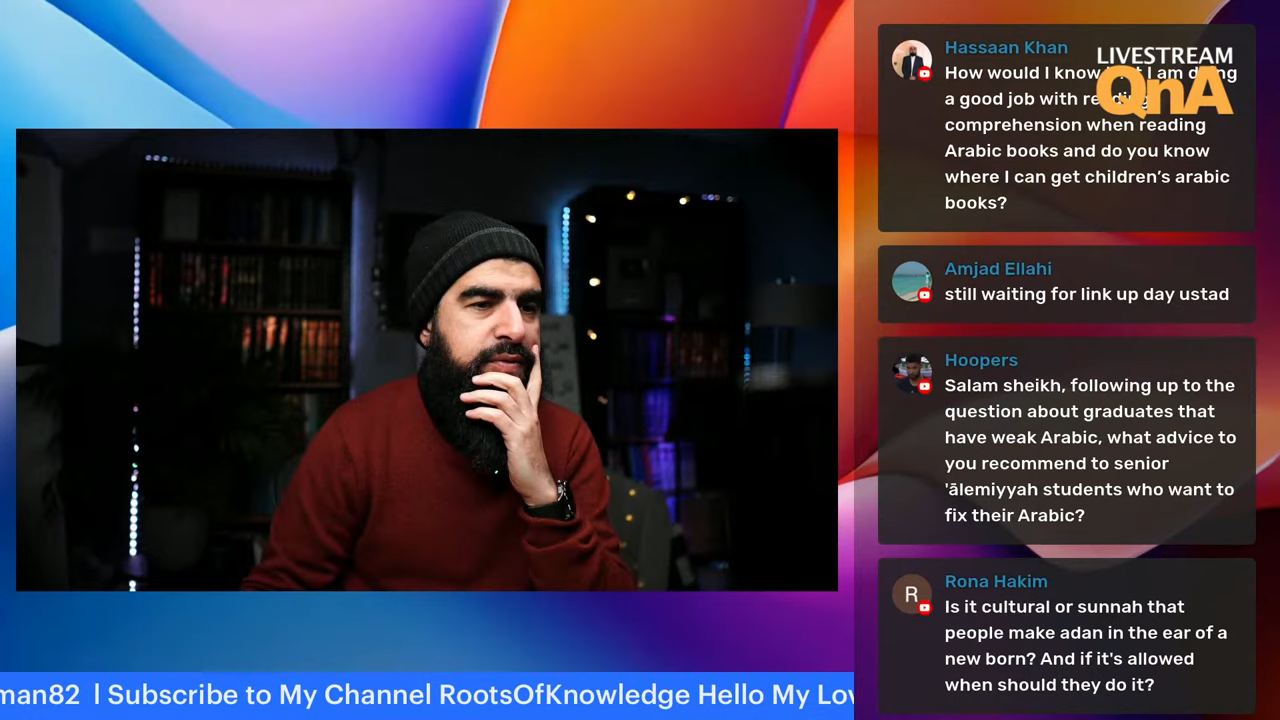 Hassaan Khan
How would I know I am
a good job with
comprehension when reading
Arabic books and do you know
where I can get children’s arabic
books?
LIVESTREAM
QnA
Amjad Ellahi
still waiting for link up day ustad
Hoopers
Salam sheikh, following up to the
question about graduates that
have weak Arabic, what advice to
you recommend to senior
'ālemiyyah students who want to
fix their Arabic?
R
Rona Hakim
Is it cultural or sunnah that
people make adan in the ear of a
new born? And if it's allowed
when should they do it?
man82 | Subscribe to My Channel RootsOfKnowledge Hello My